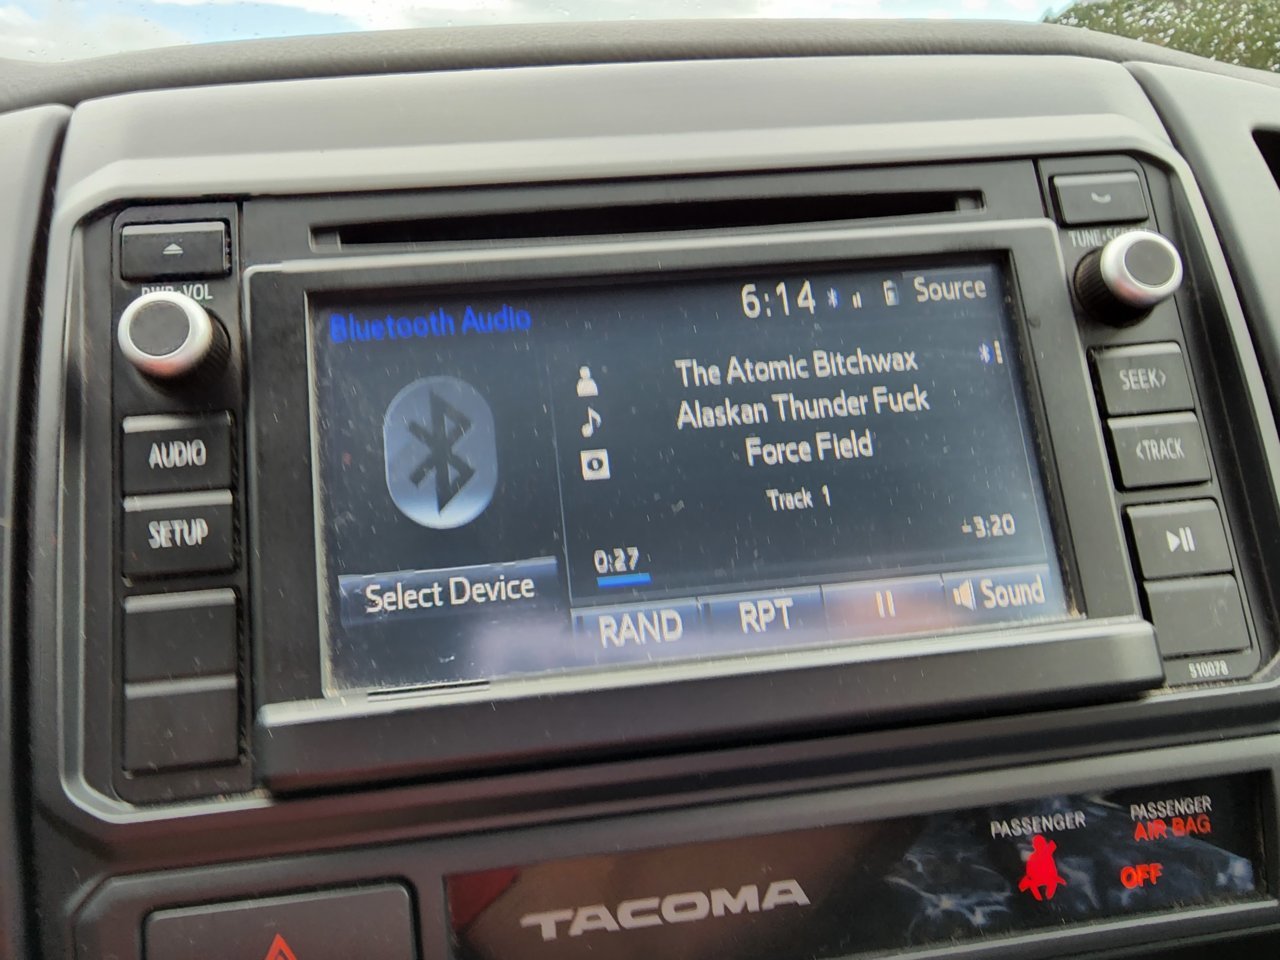 PWR•VOL
AUDIO
SETUP
Bluetooth Audio
6:14
Source
The Atomic Bitchwax
Alaskan Thunder Fuck
Force Field
Track 1
0:27
-3:20
Select Device
RAND
RPT
Sound
TUNE•SCROLL
SEEK>
<TRACK
510078
TACOMA
PASSENGER
PASSENGER
AIR BAG
OFF